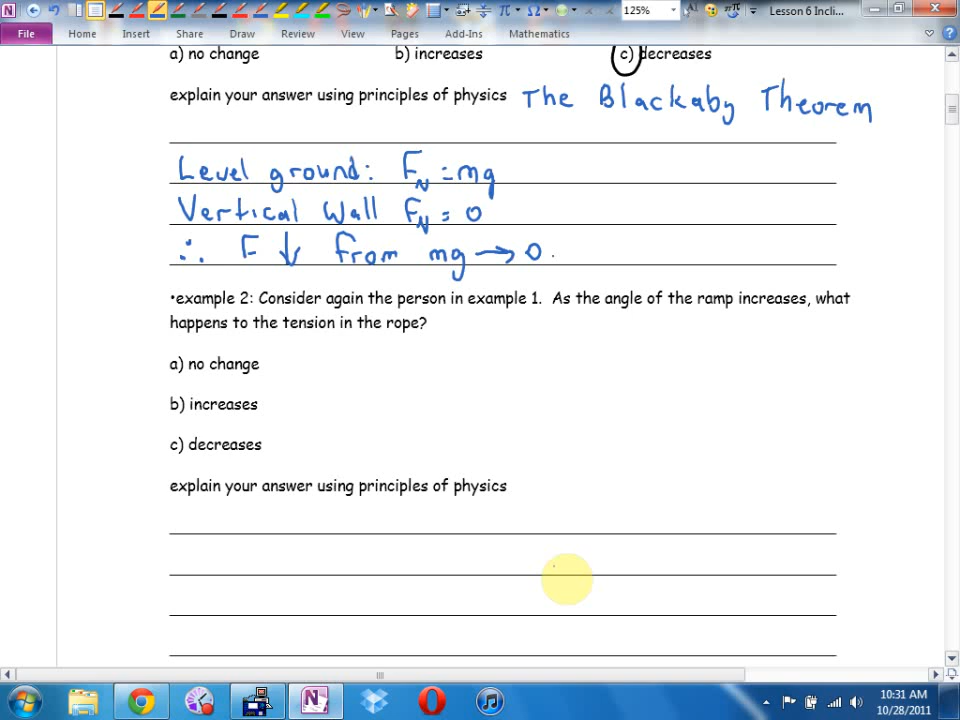 125% Lesson 6 Incli...
File Home Insert Share Draw Review View Pages Add-Ins Mathematics
a) no change b) increases c) decreases
explain your answer using principles of physics The Blackaby Theorem
Level ground: FN = mg
Vertical Wall FN = 0
∴ F ↓ from mg → 0.
•example 2: Consider again the person in example 1. As the angle of the ramp increases, what
happens to the tension in the rope?
a) no change
b) increases
c) decreases
explain your answer using principles of physics
10:31 AM
10/28/2011